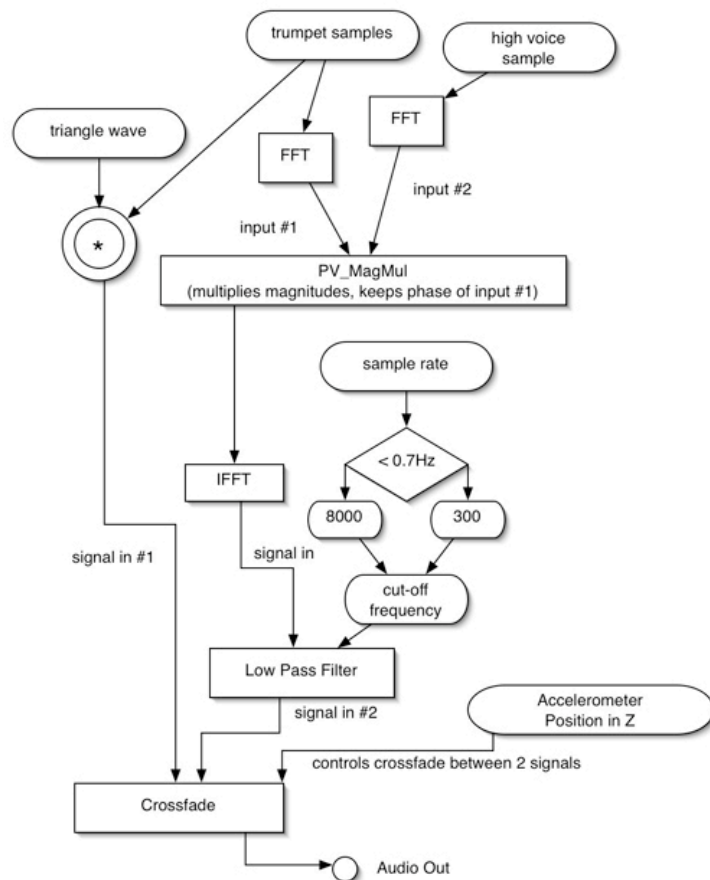 trumpet samples
high voice
sample
triangle wave
FFT
FFT
input #2
input #1
*
PV_MagMul
(multiplies magnitudes, keeps phase of input #1)
sample rate
< 0.7Hz
IFFT
8000
300
signal in #1
signal in
cut-off
frequency
Low Pass Filter
Accelerometer
Position in Z
signal in #2
controls crossfade between 2 signals
Crossfade
Audio Out